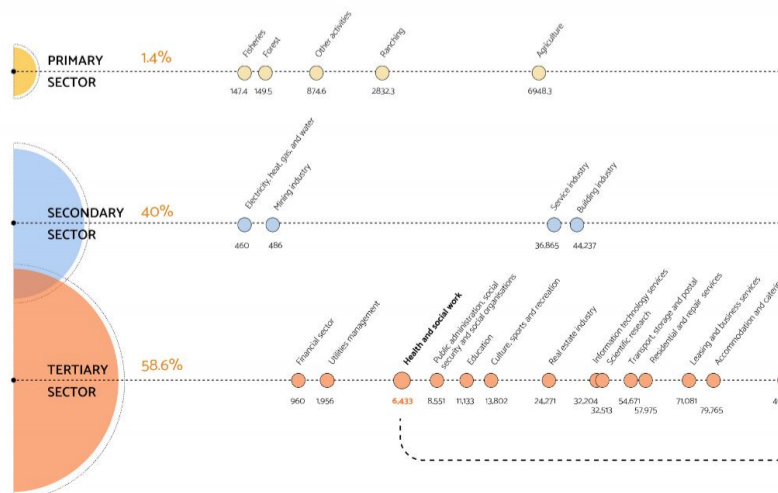 PRIMARY
SECTOR
1.4%
Fisheries
Forest
Other activities
Ranching
Agriculture
147.4
149.5
874.6
2832.3
6948.3
SECONDARY
SECTOR
40%
Electricity, heat, gas, and water
Mining industry
Service industry
Building industry
460
486
36,865
44,237
TERTIARY
SECTOR
58.6%
Financial sector
Utilities management
Health and social work
Public administration, social
security and social organisations
Education
Culture, sports and recreation
Real estate industry
Information technology services
Scientific research
Transport, storage and postal
Residential and repair services
Leasing and business services
Accommodation and catering
960
1,956
6,433
8,551
11,133
13,802
24,271
32,204
32,513
54,671
57,975
71,081
79,765